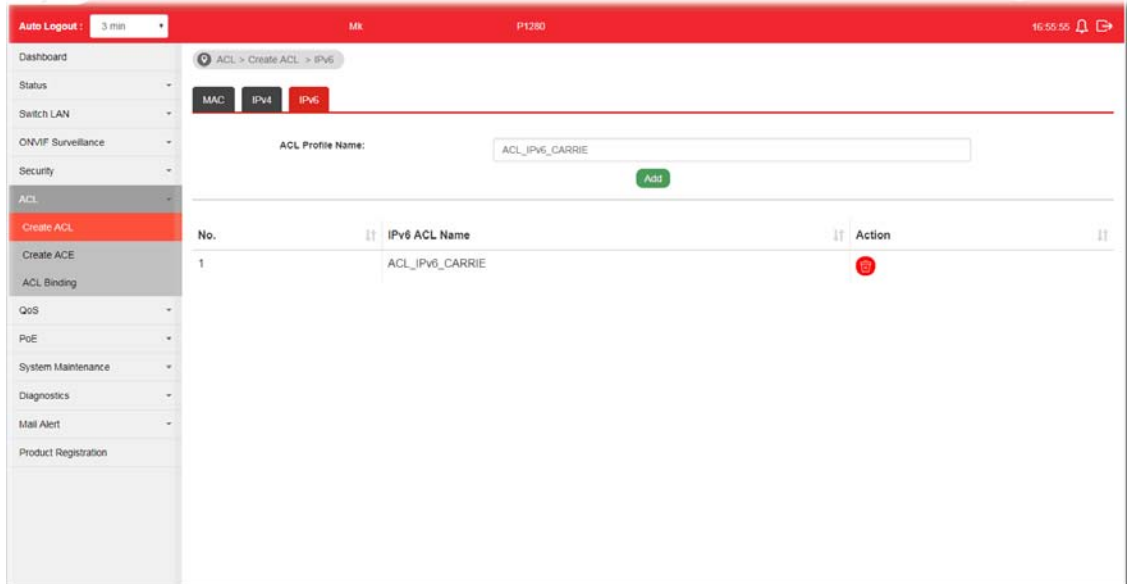 Auto Logout : 3 min Mk P1280 16:55:55
Dashboard
ACL > Create ACL > IPv6
Status
MAC IPv4 IPv6
Switch LAN
ONVIF Surveillance
ACL Profile Name: ACL_IPv6_CARRIE
Security
Add
ACL
Create ACL
No. IPv6 ACL Name Action
Create ACE
1 ACL_IPv6_CARRIE
ACL Binding
QoS
PoE
System Maintenance
Diagnostics
Mail Alert
Product Registration